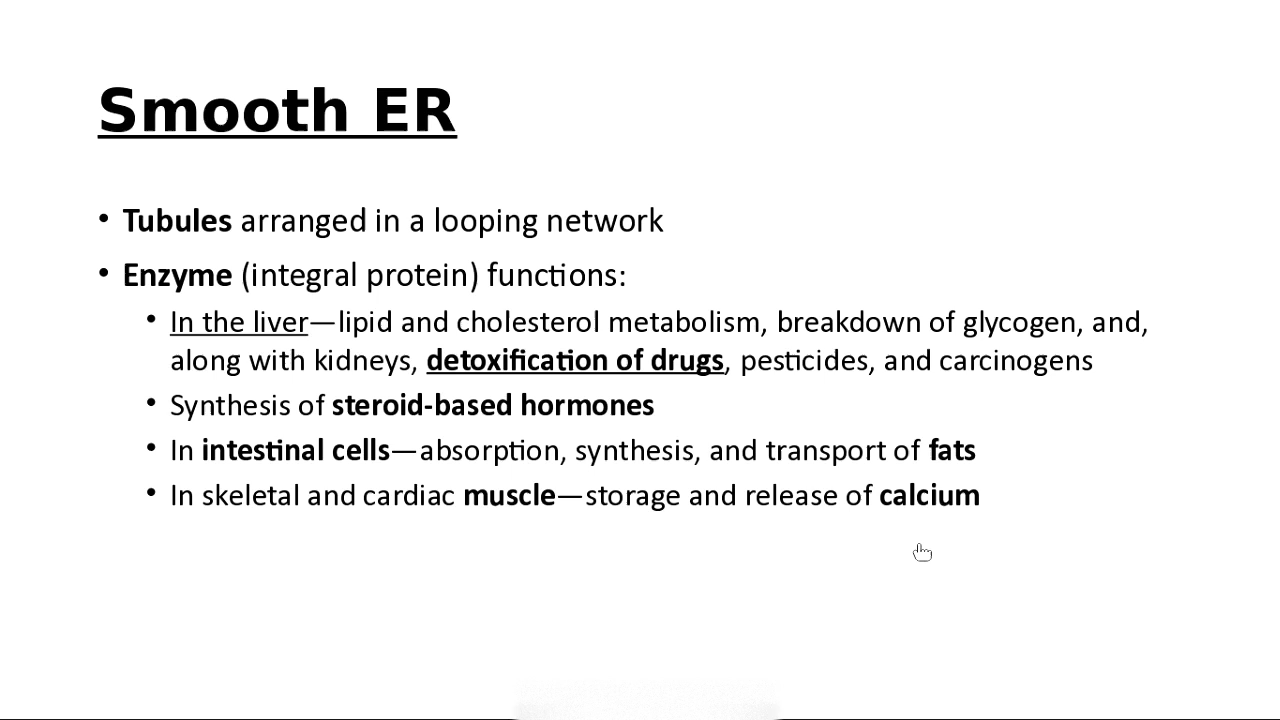 Smooth ER
• Tubules arranged in a looping network
• Enzyme (integral protein) functions:
• In the liver—lipid and cholesterol metabolism, breakdown of glycogen, and,
along with kidneys, detoxification of drugs, pesticides, and carcinogens
• Synthesis of steroid-based hormones
• In intestinal cells—absorption, synthesis, and transport of fats
• In skeletal and cardiac muscle—storage and release of calcium